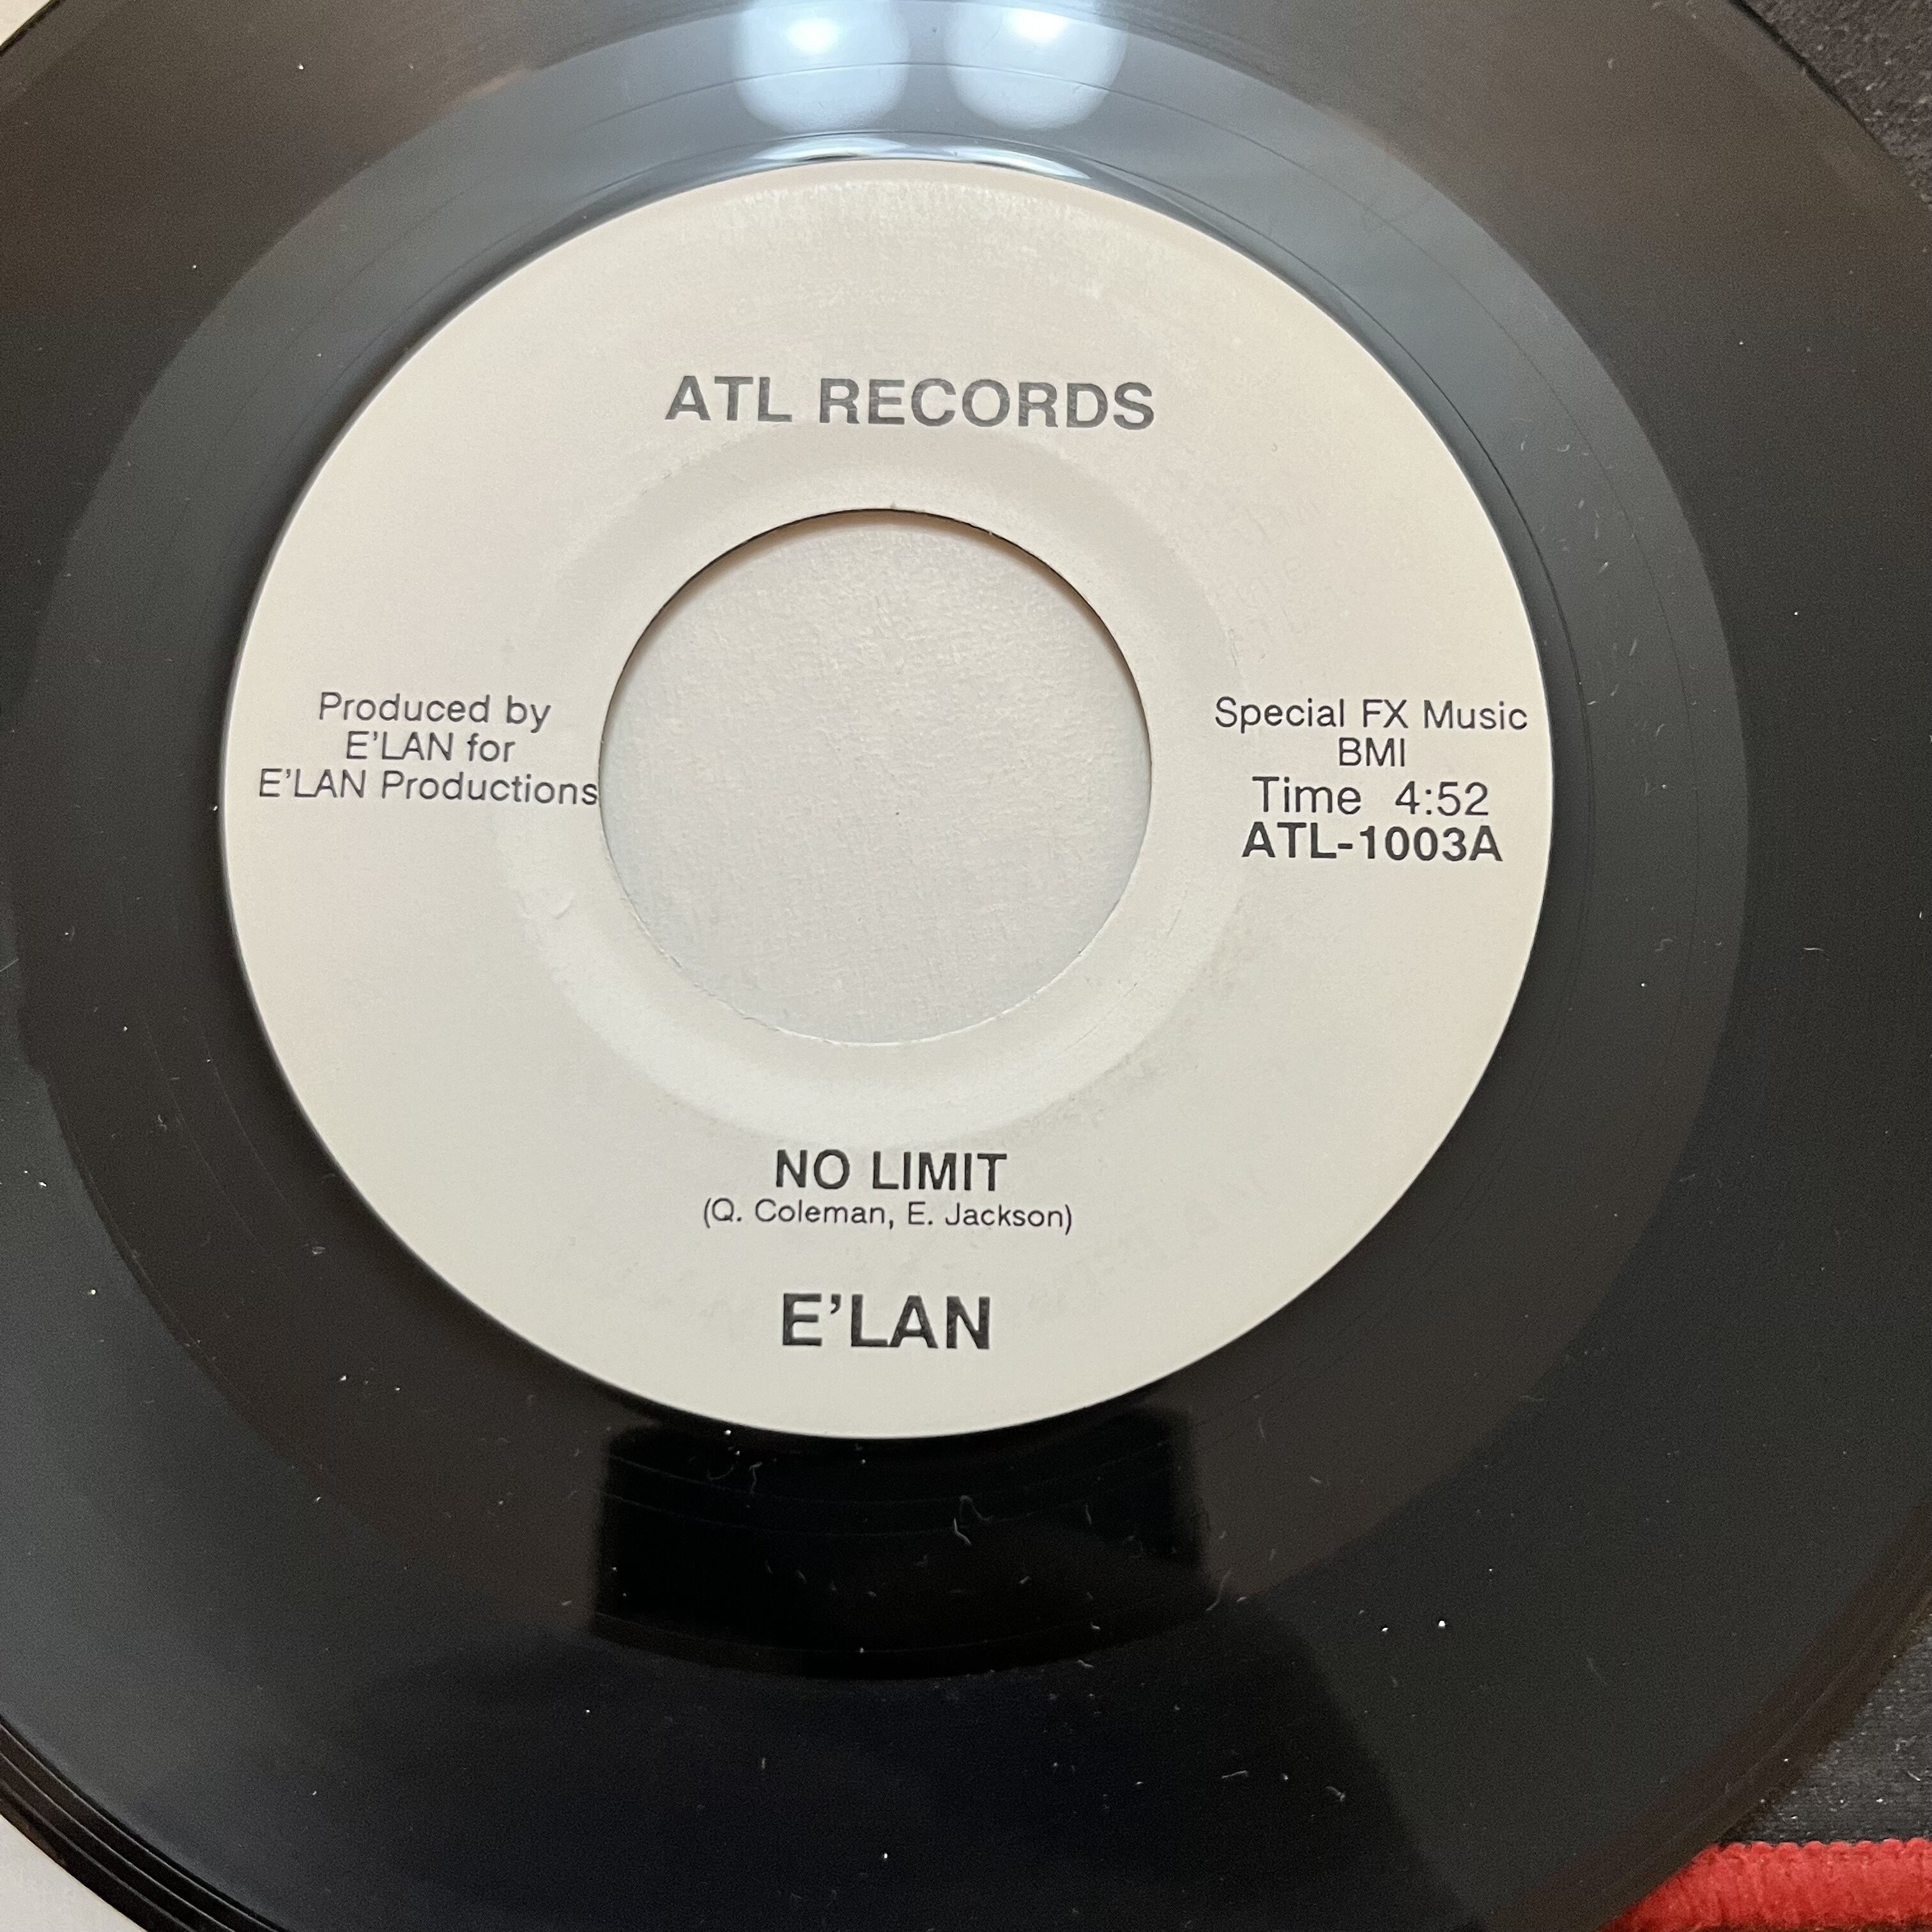 ATL RECORDS
Produced by
E'LAN for
E'LAN Productions
Special FX Music
BMI
Time 4:52
ATL-1003A
NO LIMIT
(Q. Coleman, E. Jackson)
E'LAN